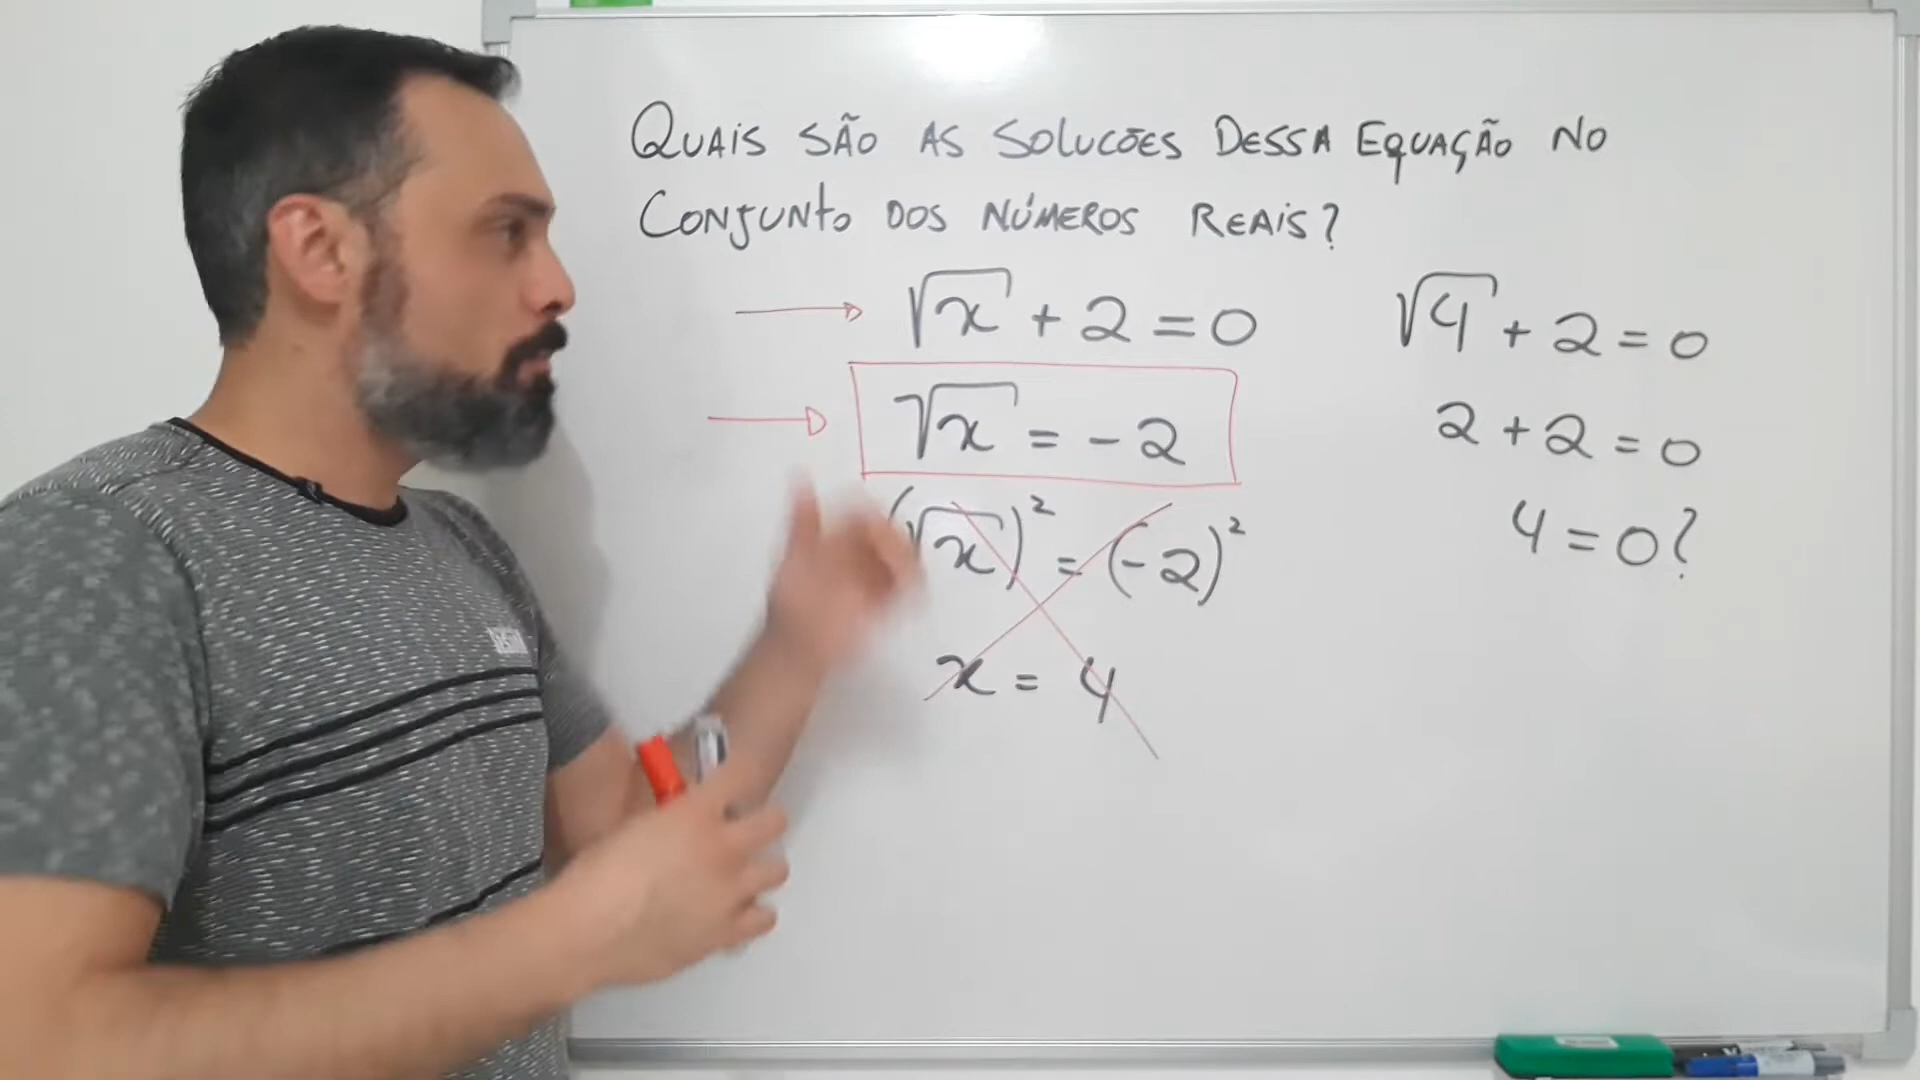 QUAIS SÃO AS SOLUCÕES DESSA EQUAÇÃO NO
CONJUNTO DOS NÚMEROS REAIS?
√x + 2 = 0
√x = -2
(√x)² = (-2)²
x = 4
√4 + 2 = 0
2 + 2 = 0
4 = 0?